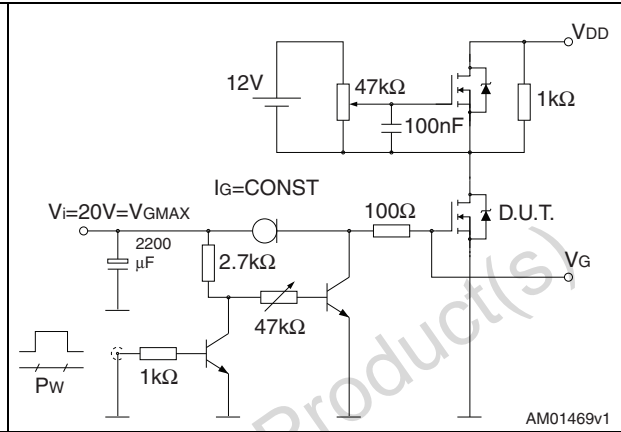 VDD
12V
47kΩ
1kΩ
100nF
IG=CONST
Vi=20V=VGMAX
100Ω
D.U.T.
2200
μF
2.7kΩ
VG
47kΩ
1kΩ
PW
Product(s)
AM01469v1